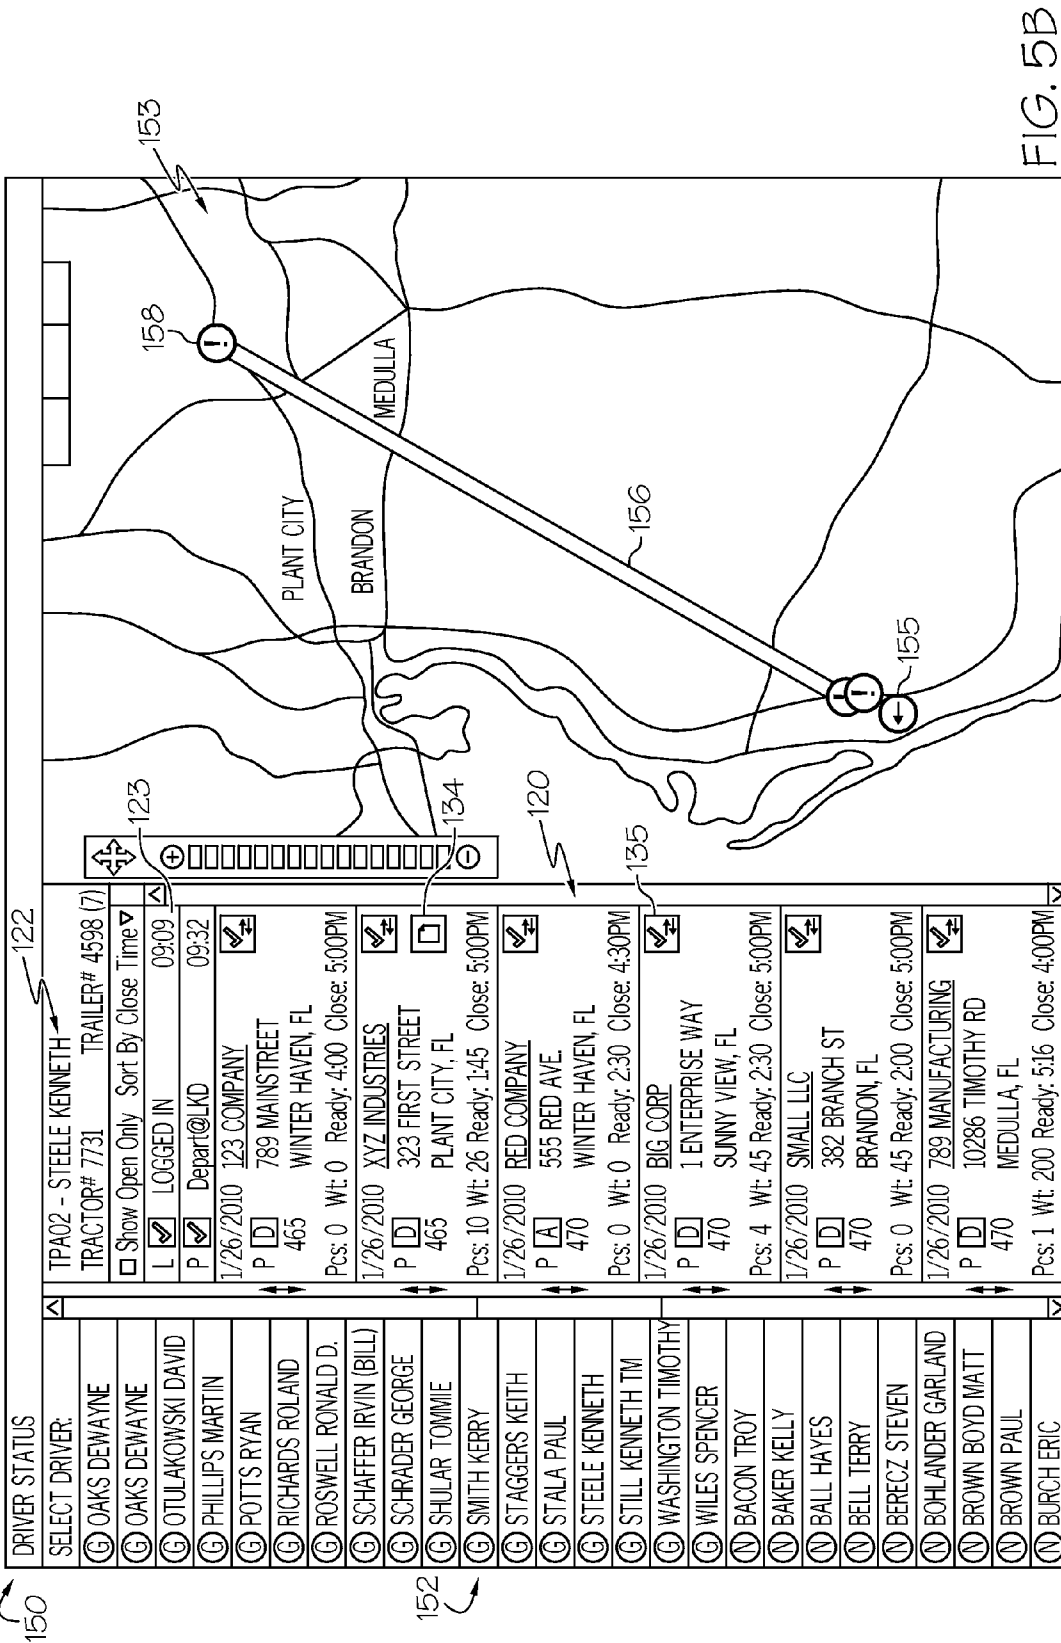 DRIVER STATUS
SELECT DRIVER:
G OAKS DEWAYNE
G OAKS DEWAYNE
G OTULAKOWSKI DAVID
G PHILLIPS MARTIN
G POTTS RYAN
G RICHARDS ROLAND
G ROSWELL RONALD D.
G SCHAFFER IRVIN (BILL)
G SCHRADER GEORGE
G SHULAR TOMMIE
G SMITH KERRY
G STAGGERS KEITH
G STALA PAUL
G STEELE KENNETH
G STILL KENNETH TM
G WASHINGTON TIMOTHY
G WILES SPENCER
N BACON TROY
N BAKER KELLY
N BALL HAYES
N BELL TERRY
N BERECZ STEVEN
N BOHLANDER GARLAND
N BROWN BOYD MATT
N BROWN PAUL
N BURCH ERIC
TPA02 - STEELE KENNETH
TRACTOR# 7731 TRAILER# 4598 (7)
Show Open Only Sort By Close Time
L LOGGED IN 09:09
P Depart@LKD 09:32
1/26/2010 123 COMPANY
P D 789 MAINSTREET
465 WINTER HAVEN, FL
Pcs: 0 Wt: 0 Ready: 4:00 Close: 5:00PM
1/26/2010 XYZ INDUSTRIES
P D 323 FIRST STREET
465 PLANT CITY, FL
Pcs: 10 Wt: 26 Ready: 1:45 Close: 5:00PM
1/26/2010 RED COMPANY
P A 555 RED AVE.
470 WINTER HAVEN, FL
Pcs: 0 Wt: 0 Ready: 2:30 Close: 4:30PM
1/26/2010 BIG CORP
P D 1 ENTERPRISE WAY
470 SUNNY VIEW, FL
Pcs: 4 Wt: 45 Ready: 2:30 Close: 5:00PM
1/26/2010 SMALL LLC
P D 382 BRANCH ST
470 BRANDON, FL
Pcs: 0 Wt: 45 Ready: 2:00 Close: 5:00PM
1/26/2010 789 MANUFACTURING
P D 10286 TIMOTHY RD
470 MEDULLA, FL
Pcs: 1 Wt: 200 Ready: 5:16 Close: 4:00PM
PLANT CITY
BRANDON
MEDULLA
!
!
!
150
152
122
123
134
120
135
158
153
156
155
FIG. 5B